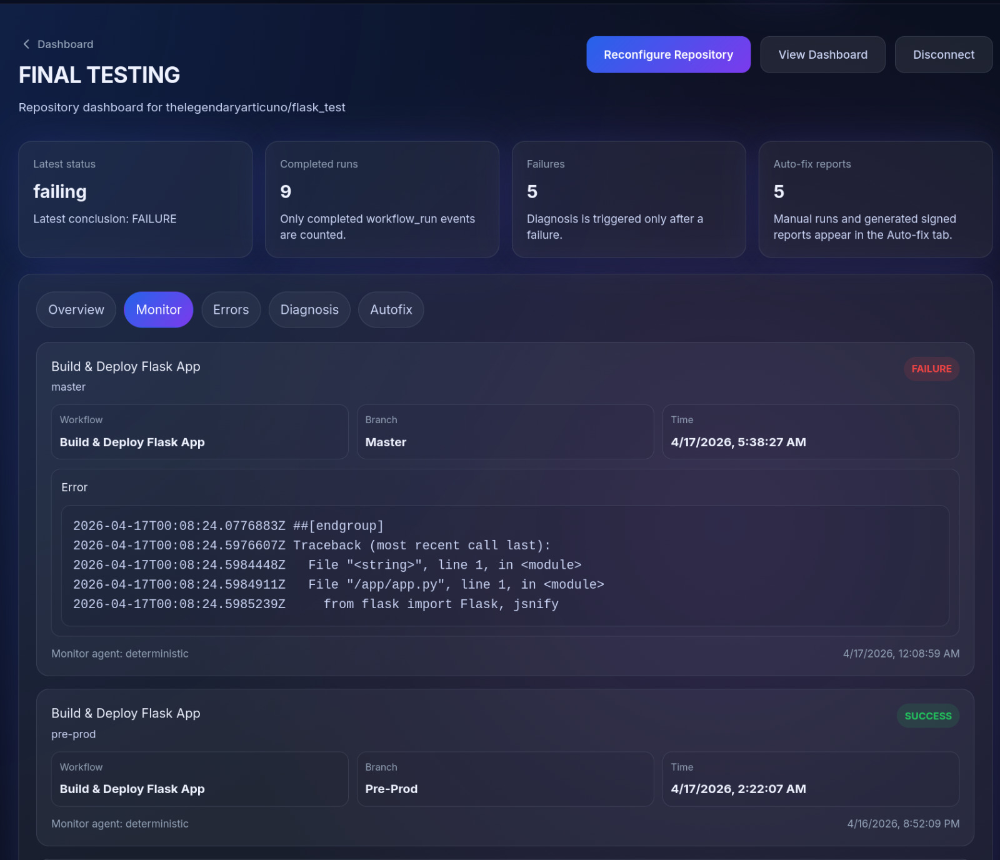 Dashboard
FINAL TESTING
Repository dashboard for thelegendaryarticuno/flask_test
Reconfigure Repository
View Dashboard
Disconnect
Latest status
failing
Latest conclusion: FAILURE
Completed runs
9
Only completed workflow_run events
are counted.
Failures
5
Diagnosis is triggered only after a
failure.
Auto-fix reports
5
Manual runs and generated signed
reports appear in the Auto-fix tab.
Overview
Monitor
Errors
Diagnosis
Autofix
Build & Deploy Flask App
master
FAILURE
Workflow
Build & Deploy Flask App
Branch
Master
Time
4/17/2026, 5:38:27 AM
Error
2026-04-17T00:08:24.0776883Z ##[endgroup]
2026-04-17T00:08:24.5976607Z Traceback (most recent call last):
2026-04-17T00:08:24.5984448Z   File "<string>", line 1, in <module>
2026-04-17T00:08:24.5984911Z   File "/app/app.py", line 1, in <module>
2026-04-17T00:08:24.5985239Z     from flask import Flask, jsnify
Monitor agent: deterministic
4/17/2026, 12:08:59 AM
Build & Deploy Flask App
pre-prod
SUCCESS
Workflow
Build & Deploy Flask App
Branch
Pre-Prod
Time
4/17/2026, 2:22:07 AM
Monitor agent: deterministic
4/16/2026, 8:52:09 PM